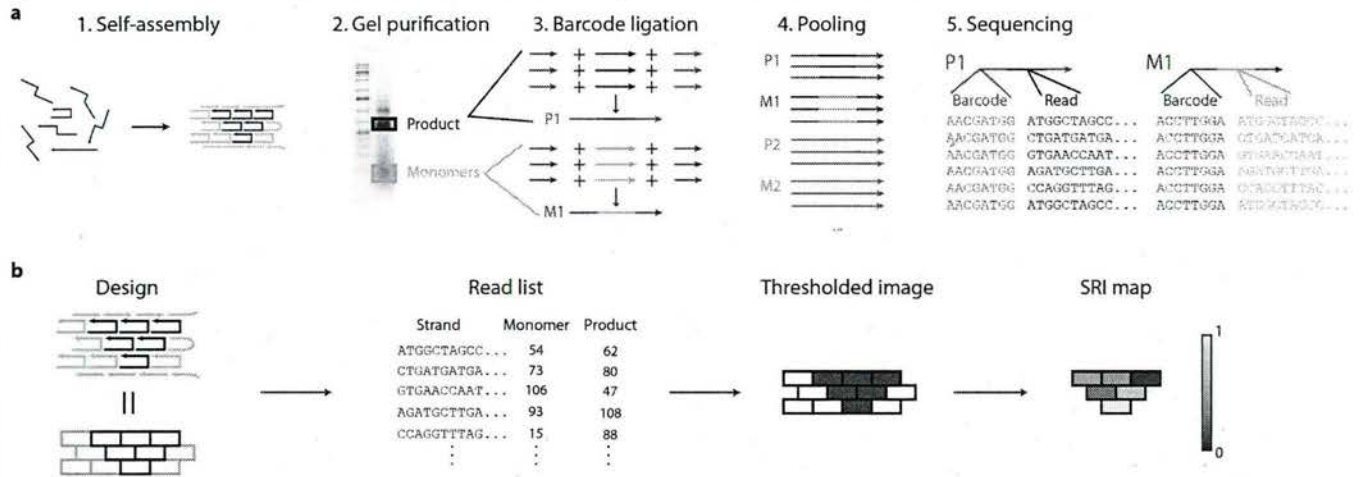 a
1. Self-assembly
2. Gel purification
Product
Monomers
3. Barcode ligation
+ +
+ +
+ +
P1
+ +
+ +
+ +
M1
4. Pooling
P1
M1
P2
M2
5. Sequencing
P1
Barcode Read
AACGATGG ATGGCTAGCC...
AACGATGG CTGATGATGA...
AACGATGG GTGAACCAAT...
AACGATGG AGATGCTTGA...
AACGATGG CCAGGTTTAG...
AACGATGG ATGGCTAGCC...
M1
Barcode Read
ACCTTGGA
ACCTTGGA
ACCTTGGA
ACCTTGGA
ACCTTGGA
ACCTTGGA
b
Design
Read list
Strand Monomer Product
ATGGCTAGCC... 54 62
CTGATGATGA... 73 80
GTGAACCAAT... 106 47
AGATGCTTGA... 93 108
CCAGGTTTAG... 15 88
Thresholded image
SRI map
1
0